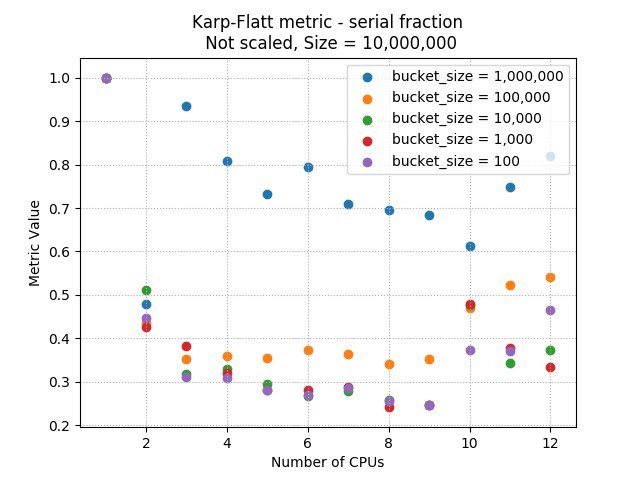 Karp-Flatt metric - serial fraction
Not scaled, Size = 10,000,000
bucket_size = 1,000,000
bucket_size = 100,000
bucket_size = 10,000
bucket_size = 1,000
bucket_size = 100
1.0
0.9
0.8
0.7
0.6
0.5
0.4
0.3
0.2
Metric Value
2
4
6
8
10
12
Number of CPUs